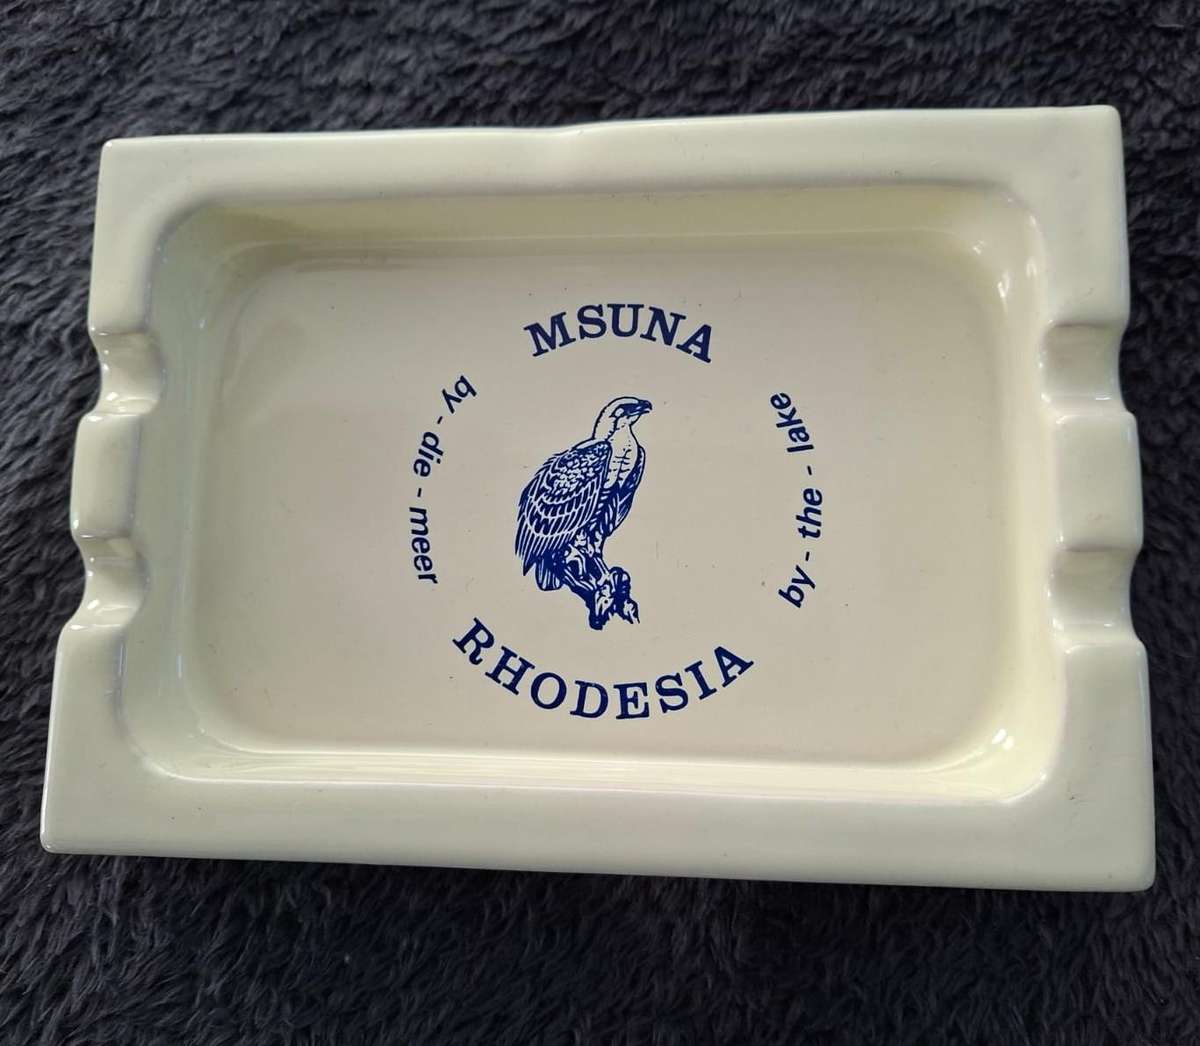 MSUNA
by - die - meer
by - the - lake
RHODESIA